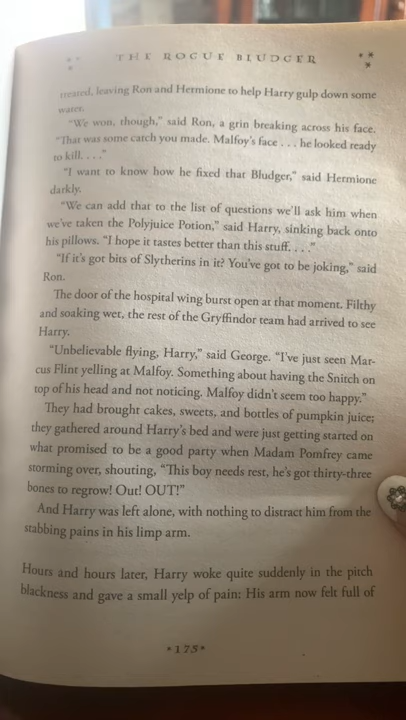 THE ROGUE BLUDGER
treated, leaving Ron and Hermione to help Harry gulp down some
water.
"We won, though," said Ron, a grin breaking across his face.
"That was some catch you made. Malfoy's face . . . he looked ready
to kill. . . ."
"I want to know how he fixed that Bludger," said Hermione
darkly.
"We can add that to the list of questions we'll ask him when
we've taken the Polyjuice Potion," said Harry, sinking back onto
his pillows. "I hope it tastes better than this stuff. . . ."
"If it's got bits of Slytherins in it? You've got to be joking," said
Ron.
The door of the hospital wing burst open at that moment. Filthy
and soaking wet, the rest of the Gryffindor team had arrived to see
Harry.
"Unbelievable flying, Harry," said George. "I've just seen Mar-
cus Flint yelling at Malfoy. Something about having the Snitch on
top of his head and not noticing. Malfoy didn't seem too happy."
They had brought cakes, sweets, and bottles of pumpkin juice;
they gathered around Harry's bed and were just getting started on
what promised to be a good party when Madam Pomfrey came
storming over, shouting, "This boy needs rest, he's got thirty-three
bones to regrow! Out! OUT!"
And Harry was left alone, with nothing to distract him from the
stabbing pains in his limp arm.
Hours and hours later, Harry woke quite suddenly in the pitch
blackness and gave a small yelp of pain: His arm now felt full of
*175*